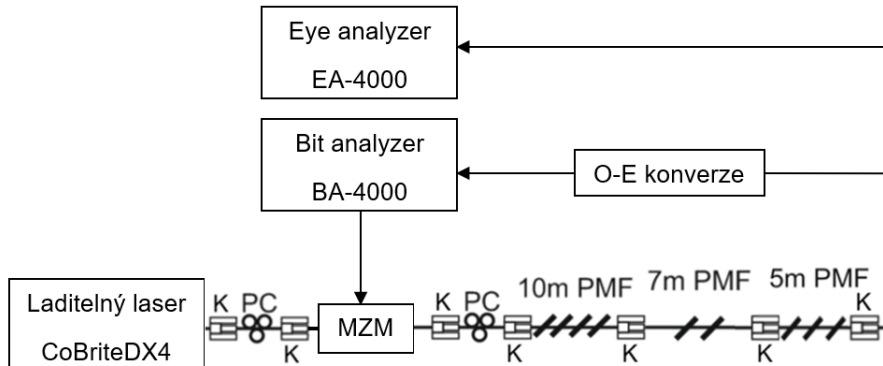 Eye analyzer
EA-4000
Bit analyzer
BA-4000
O-E konverze
Laditelný laser
CoBriteDX4
K
PC
K
MZM
K
PC
K
10m PMF
K
7m PMF
K
5m PMF
K